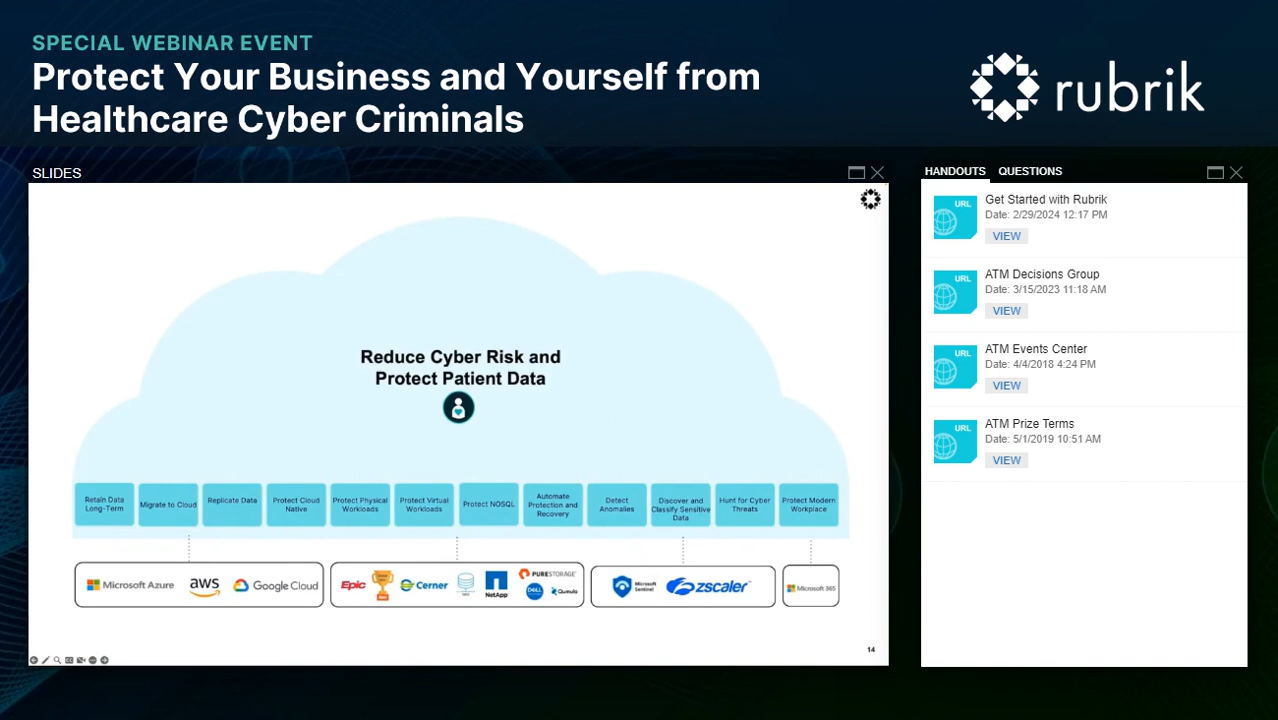 SPECIAL WEBINAR EVENT
Protect Your Business and Yourself from
Healthcare Cyber Criminals
rubrik
SLIDES
Reduce Cyber Risk and
Protect Patient Data
Retain Data
Long-Term
Migrate to Cloud
Replicate Data
Protect Cloud
Native
Protect Physical
Workloads
Protect Virtual
Workloads
Protect NOSQL
Automate
Protection and
Recovery
Detect
Anomalies
Discover and
Classify Sensitive
Data
Hunt for Cyber
Threats
Protect Modern
Workplace
Microsoft Azure
aws
Google Cloud
Epic
Cerner
NetApp
PURESTORAGE
DELL
Qumulo
Microsoft
Sentinel
zscaler
Microsoft 365
14
HANDOUTS
QUESTIONS
URL
Get Started with Rubrik
Date: 2/29/2024 12:17 PM
VIEW
URL
ATM Decisions Group
Date: 3/15/2023 11:18 AM
VIEW
URL
ATM Events Center
Date: 4/4/2018 4:24 PM
VIEW
URL
ATM Prize Terms
Date: 5/1/2019 10:51 AM
VIEW